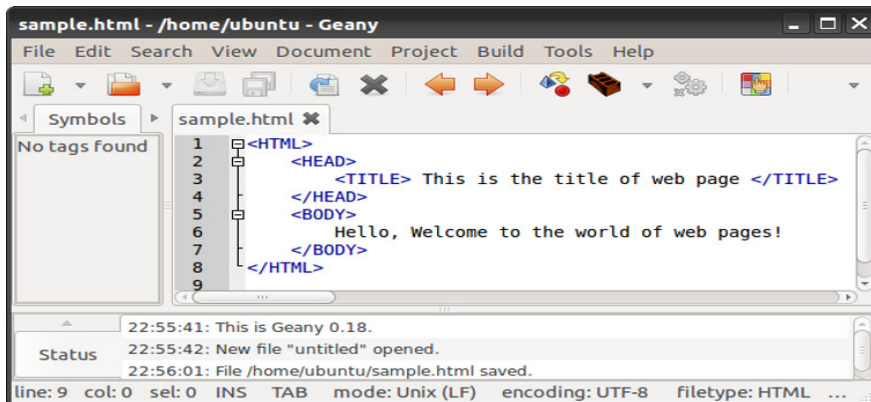 sample.html - /home/ubuntu - Geany
File Edit Search View Document Project Build Tools Help
Symbols sample.html
No tags found
1 <HTML>
2 <HEAD>
3 <TITLE> This is the title of web page </TITLE>
4 </HEAD>
5 <BODY>
6 Hello, Welcome to the world of web pages!
7 </BODY>
8 </HTML>
9
Status
22:55:41: This is Geany 0.18.
22:55:42: New file "untitled" opened.
22:56:01: File /home/ubuntu/sample.html saved.
line: 9 col: 0 sel: 0 INS TAB mode: Unix (LF) encoding: UTF-8 filetype: HTML ...